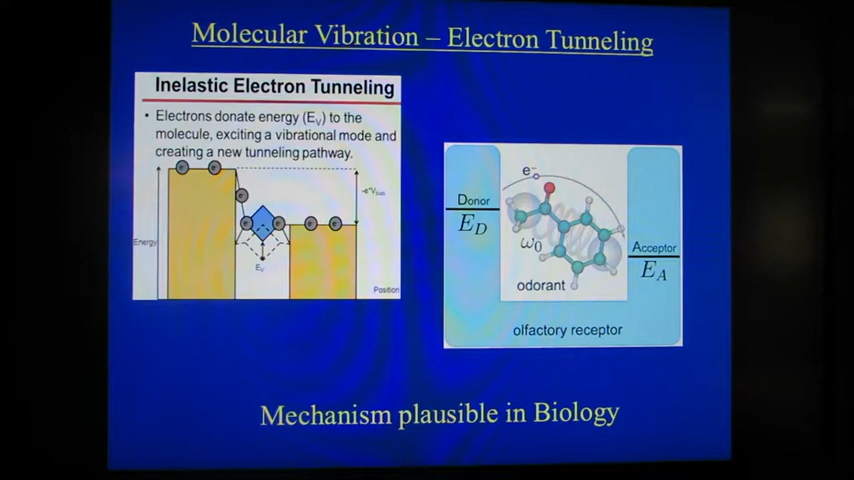 Molecular Vibration – Electron Tunneling
Inelastic Electron Tunneling
• Electrons donate energy (Eᵥ) to the
molecule, exciting a vibrational mode and
creating a new tunneling pathway.
Energy
Eᵥ
Position
e⁻
Donor
E_D
ω₀
odorant
Acceptor
E_A
olfactory receptor
Mechanism plausible in Biology